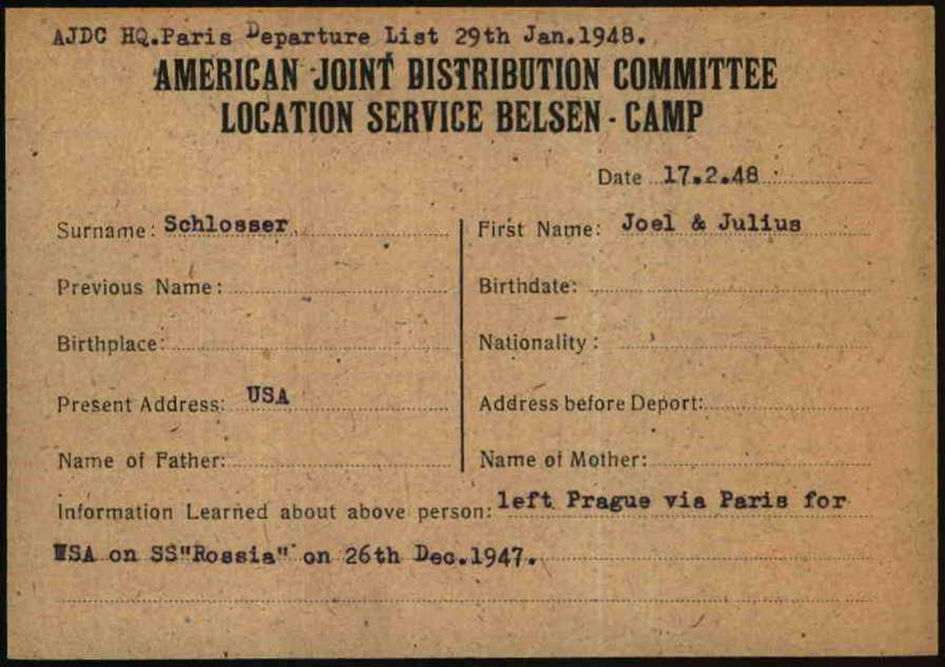 AJDC HQ.Paris Departure List 29th Jan.1948.
AMERICAN JOINT DISTRIBUTION COMMITTEE
LOCATION SERVICE BELSEN - CAMP
Date 17.2.48
Surname: Schlosser
First Name: Joel & Julius
Previous Name:
Birthdate:
Birthplace:
Nationality:
Present Address: USA
Address before Deport:
Name of Father:
Name of Mother:
Information Learned about above person: left Prague via Paris for
USA on SS"Rossia" on 26th Dec.1947.